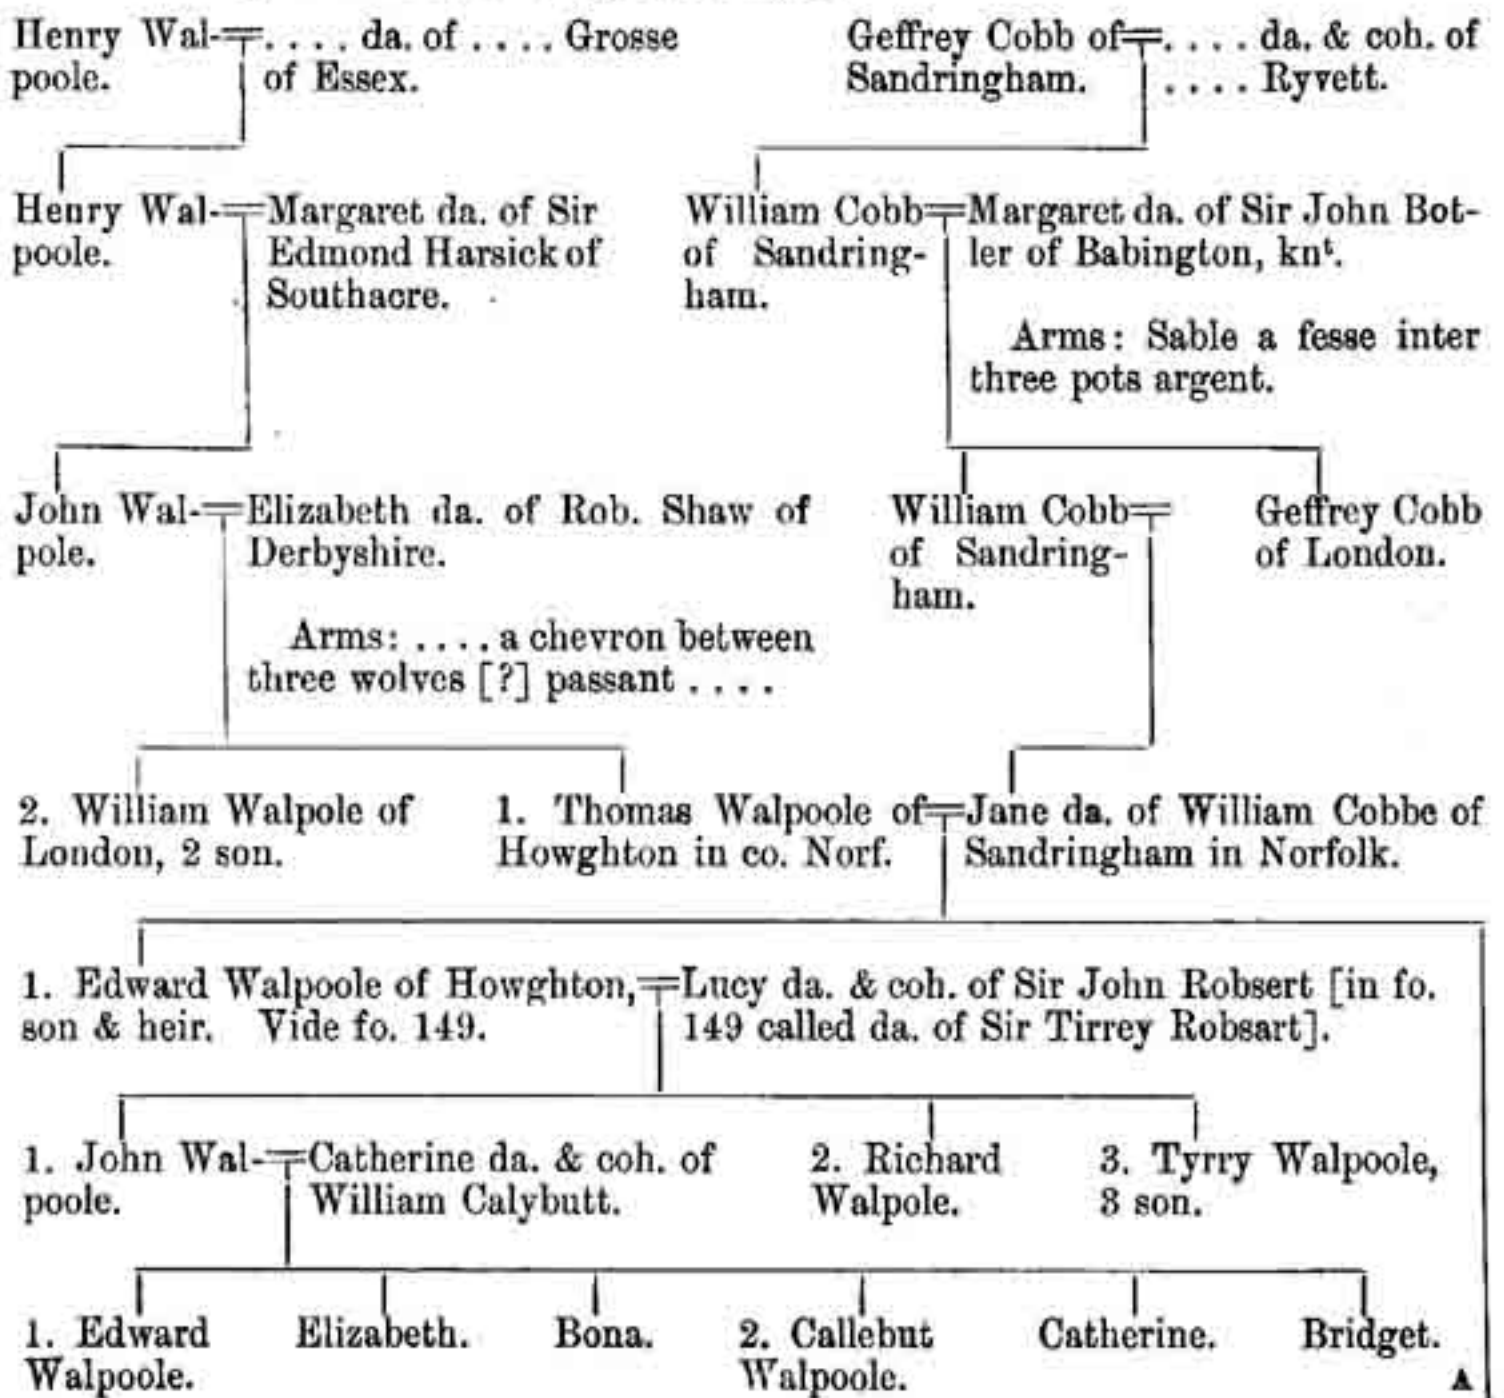 Henry Wal-
poole.
. . . . da. of . . . . Grosse
of Essex.
Geffrey Cobb of
Sandringham.
. . . . da. & coh. of
. . . . Ryvett.
Henry Wal-
poole.
Margaret da. of Sir
Edmond Harsick of
Southacre.
William Cobb
of Sandring-
ham.
Margaret da. of Sir John Bot-
ler of Babington, knᵗ.
Arms: Sable a fesse inter
three pots argent.
John Wal-
pole.
Elizabeth da. of Rob. Shaw of
Derbyshire.
Arms: . . . . a chevron between
three wolves [?] passant . . . .
William Cobb
of Sandring-
ham.
Geffrey Cobb
of London.
2. William Walpole of
London, 2 son.
1. Thomas Walpoole of
Howghton in co. Norf.
Jane da. of William Cobbe of
Sandringham in Norfolk.
1. Edward Walpoole of Howghton,
son & heir. Vide fo. 149.
Lucy da. & coh. of Sir John Robsert [in fo.
149 called da. of Sir Tirrey Robsart].
1. John Wal-
poole.
Catherine da. & coh. of
William Calybutt.
2. Richard
Walpole.
3. Tyrry Walpoole,
3 son.
1. Edward
Walpoole.
Elizabeth.
Bona.
2. Callebut
Walpoole.
Catherine.
Bridget.
A